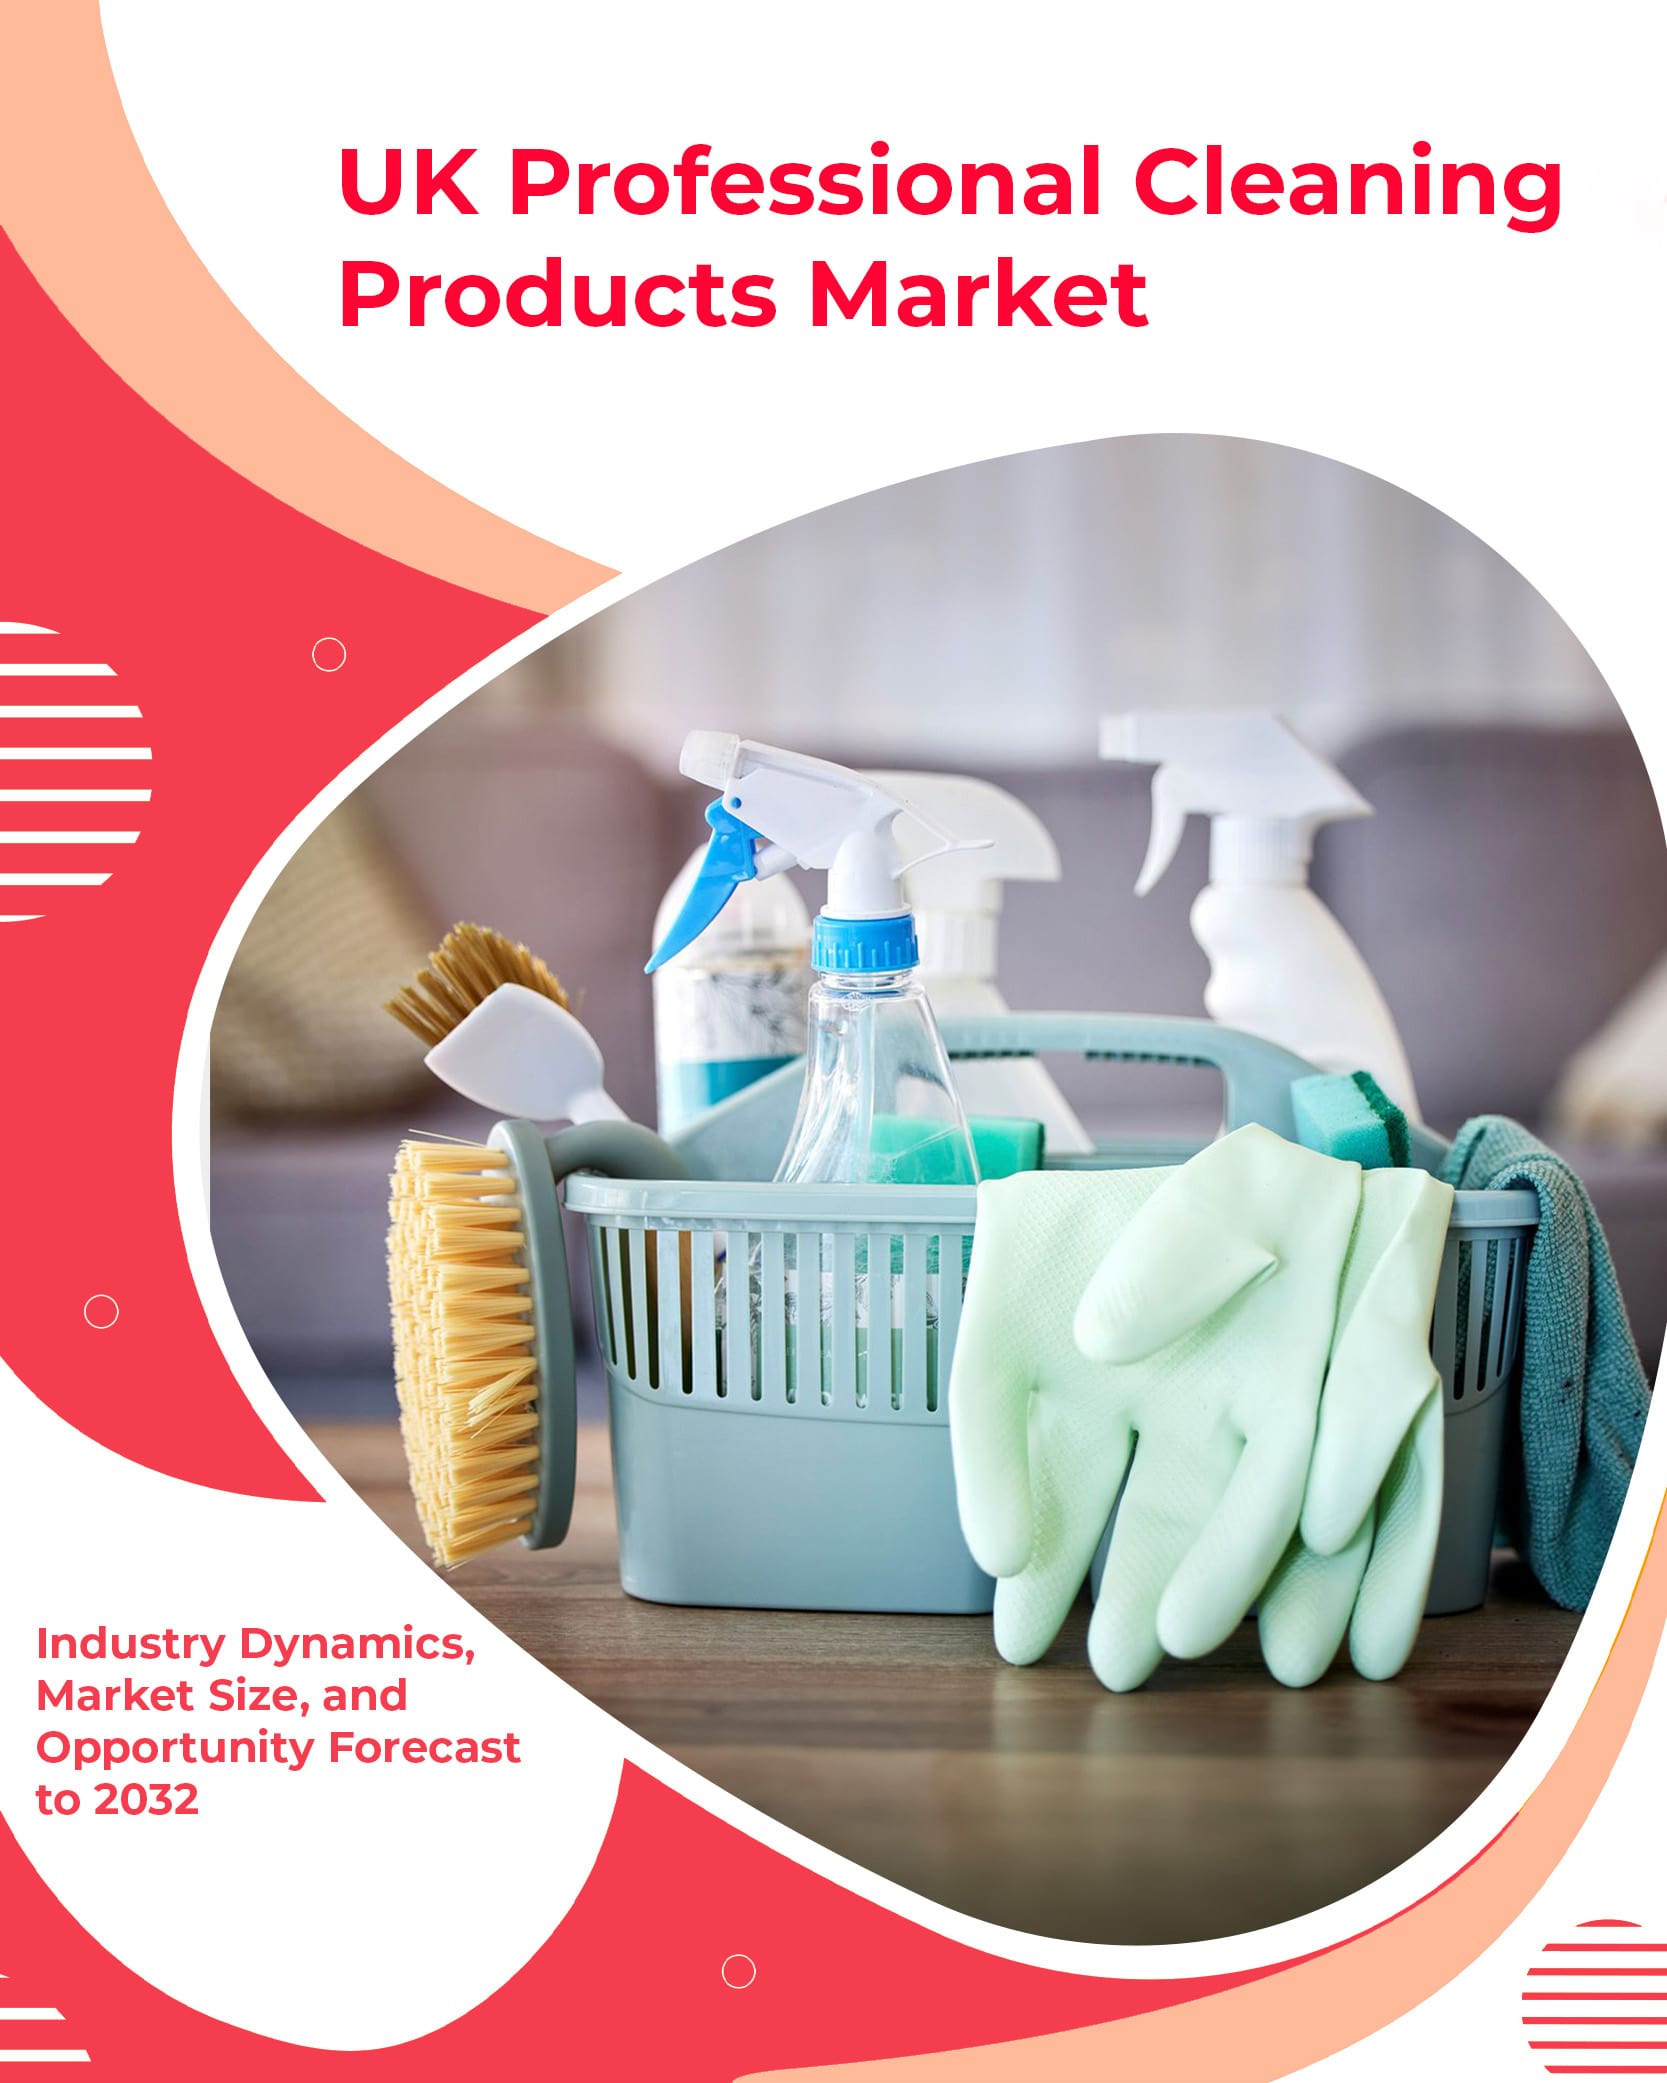 UK Professional Cleaning
Products Market
Industry Dynamics,
Market Size, and
Opportunity Forecast
to 2032